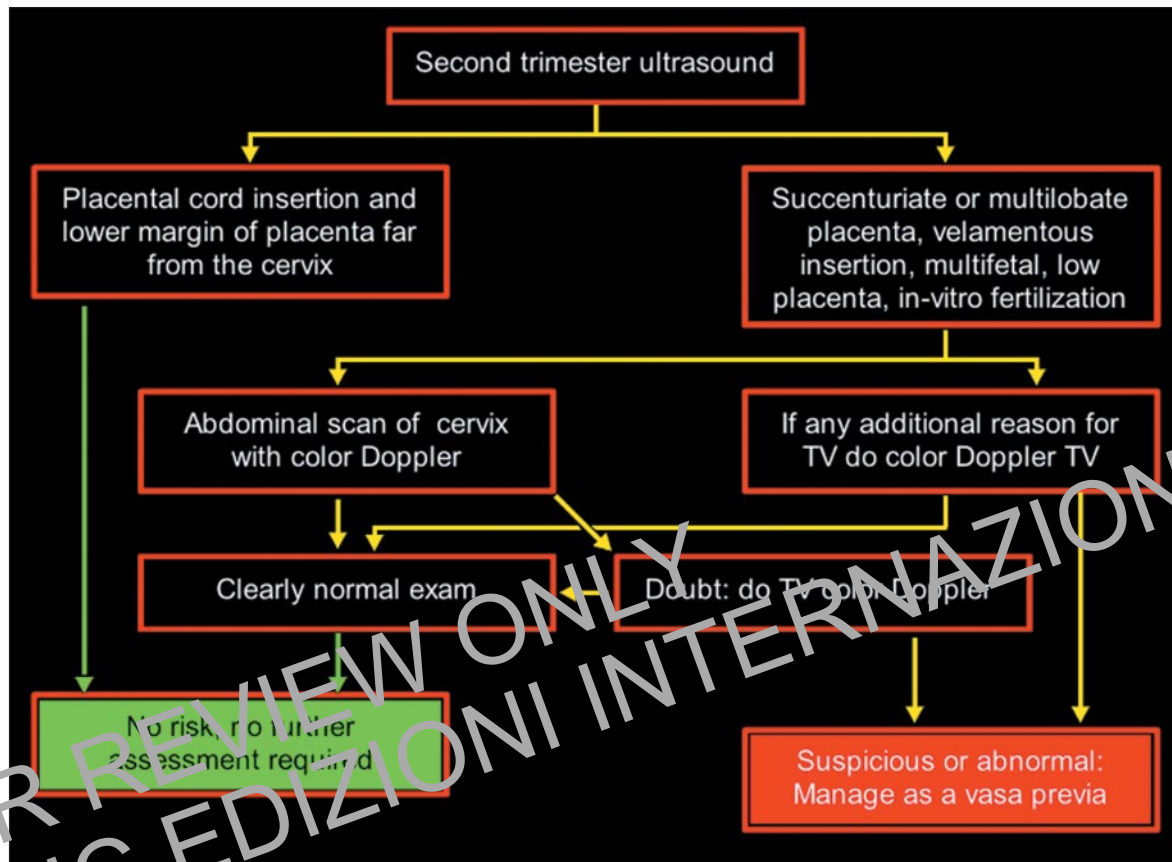 Second trimester ultrasound
Placental cord insertion and
lower margin of placenta far
from the cervix
Succenturiate or multilobate
placenta, velamentous
insertion, multifetal, low
placenta, in-vitro fertilization
Abdominal scan of cervix
with color Doppler
If any additional reason for
TV do color Doppler TV
Clearly normal exam
Doubt: do TV color Doppler
No risk, no further
assessment required
Suspicious or abnormal:
Manage as a vasa previa
REVIEW ONLY
EDIZIONI